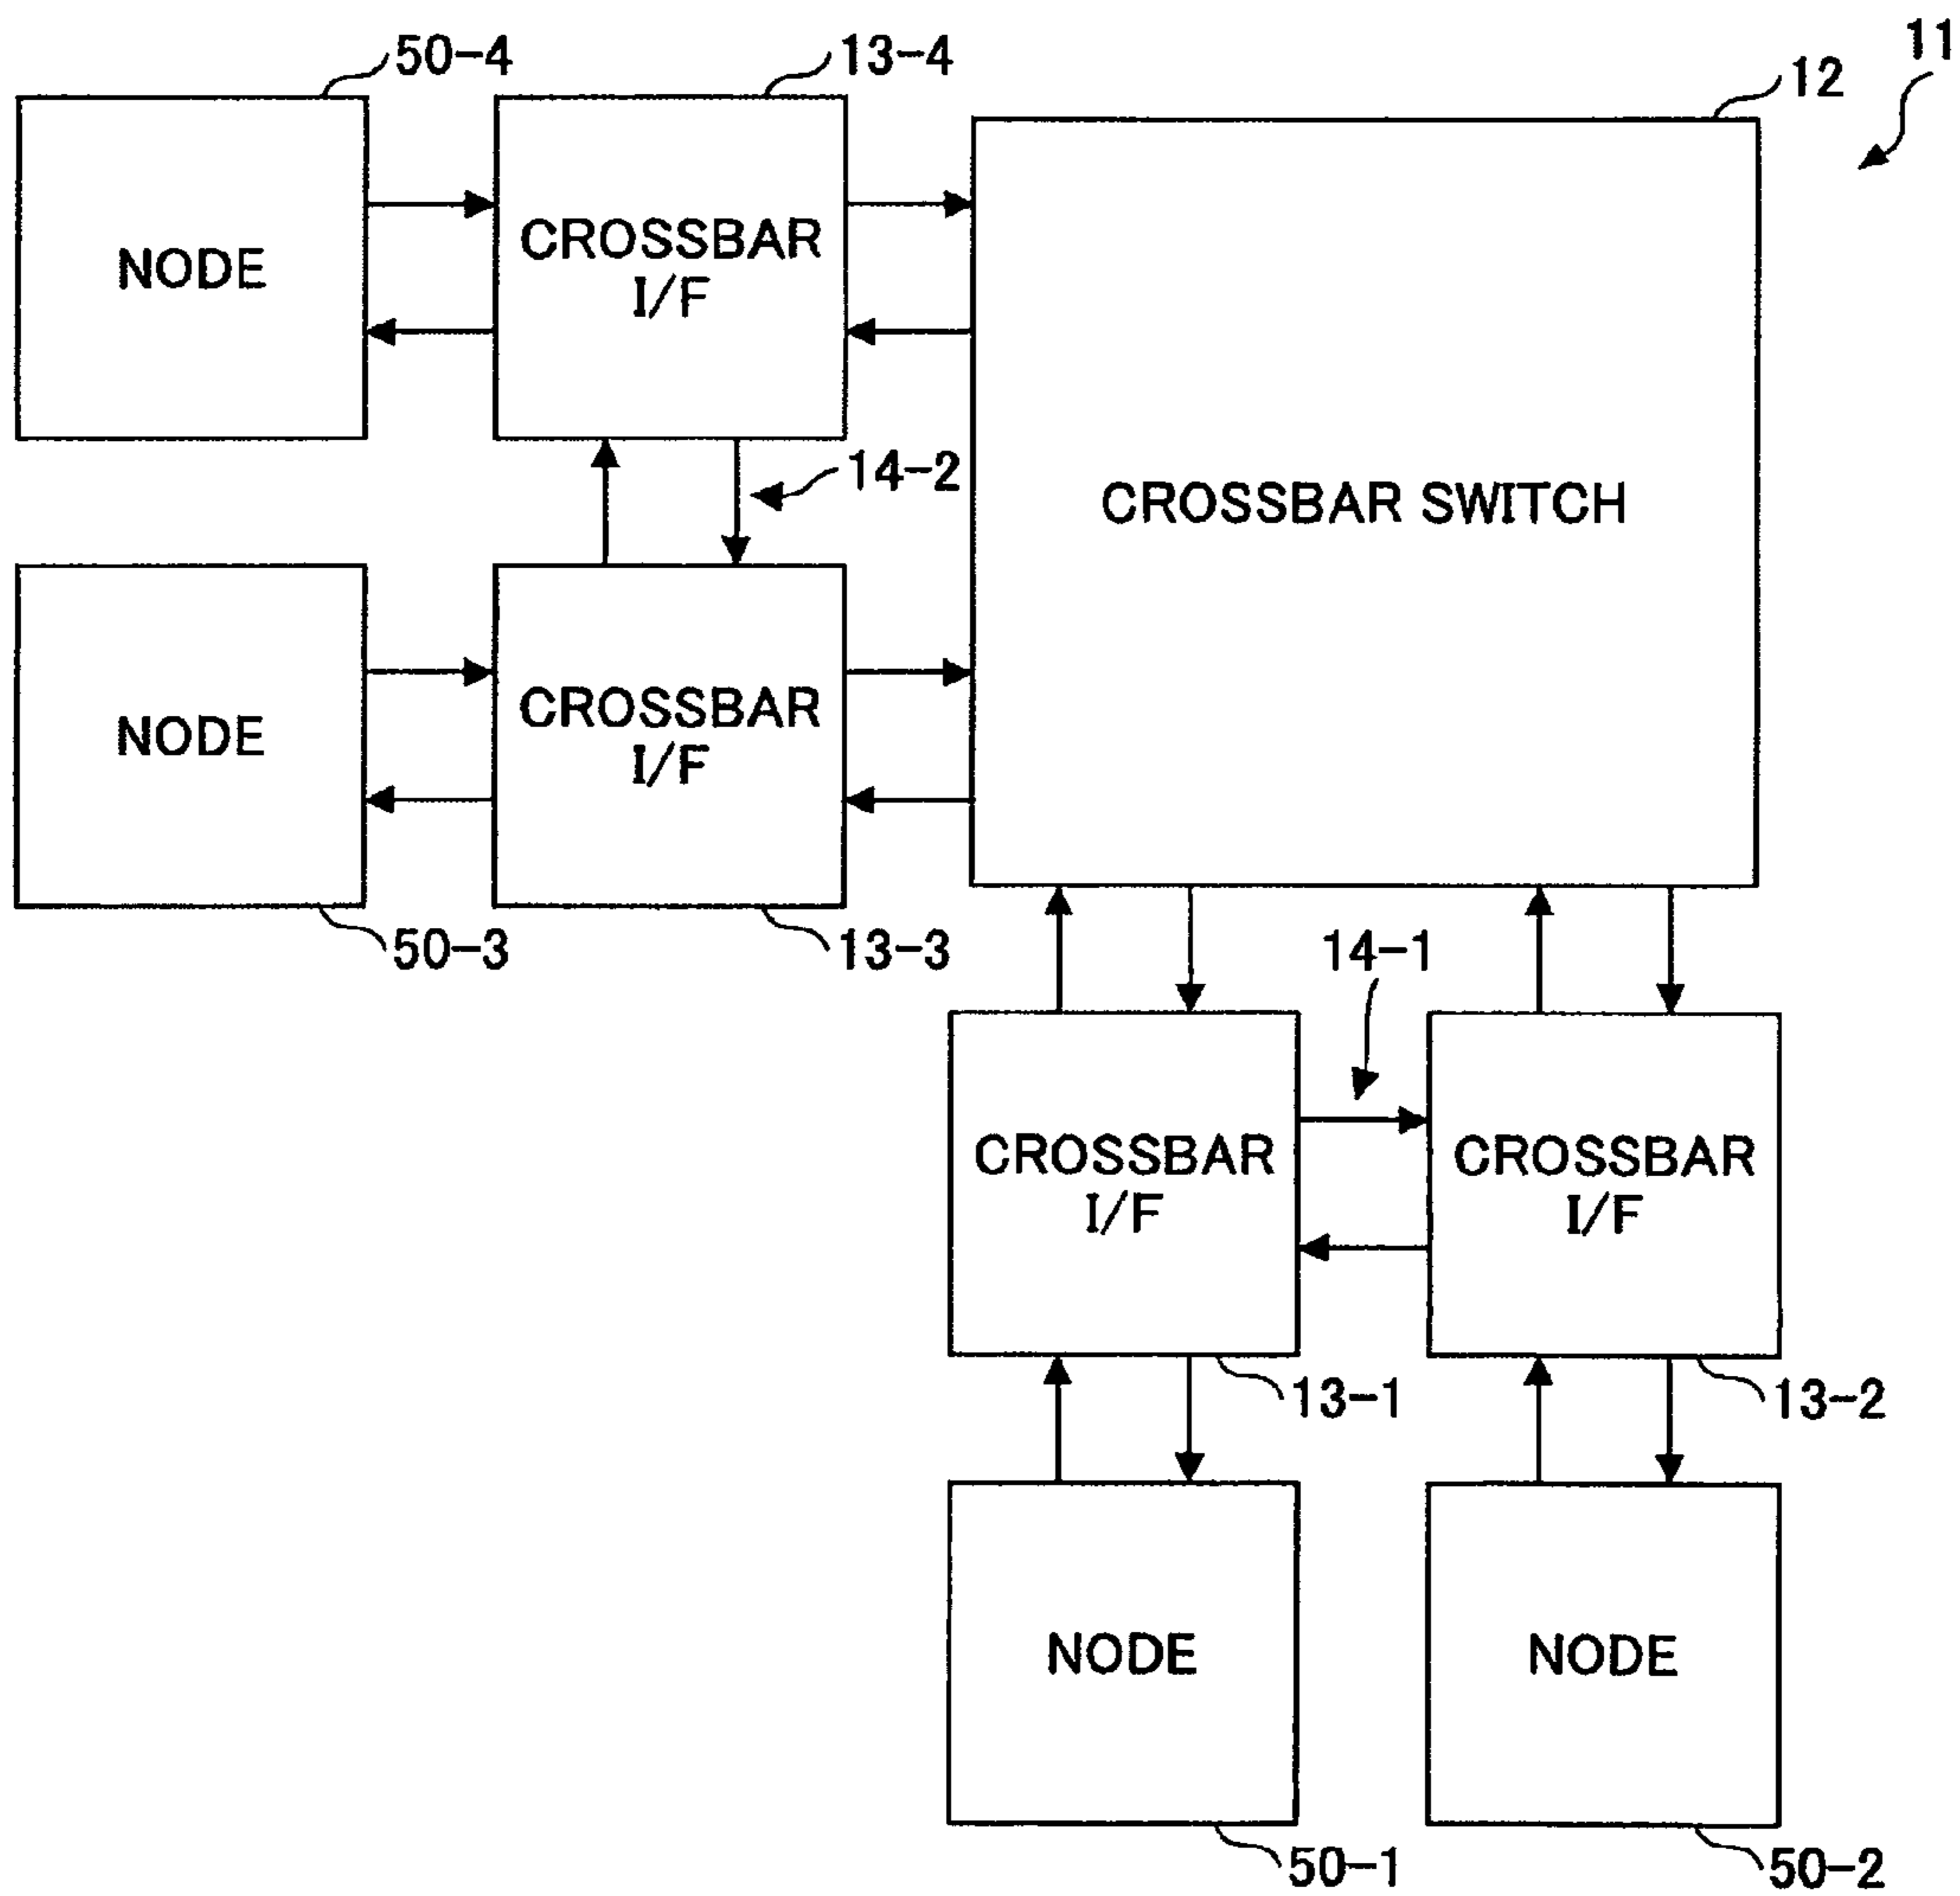 50-4
13-4
12
11
NODE
CROSSBAR
I/F
14-2
CROSSBAR SWITCH
NODE
CROSSBAR
I/F
50-3
13-3
14-1
CROSSBAR
I/F
CROSSBAR
I/F
13-1
13-2
NODE
NODE
50-1
50-2